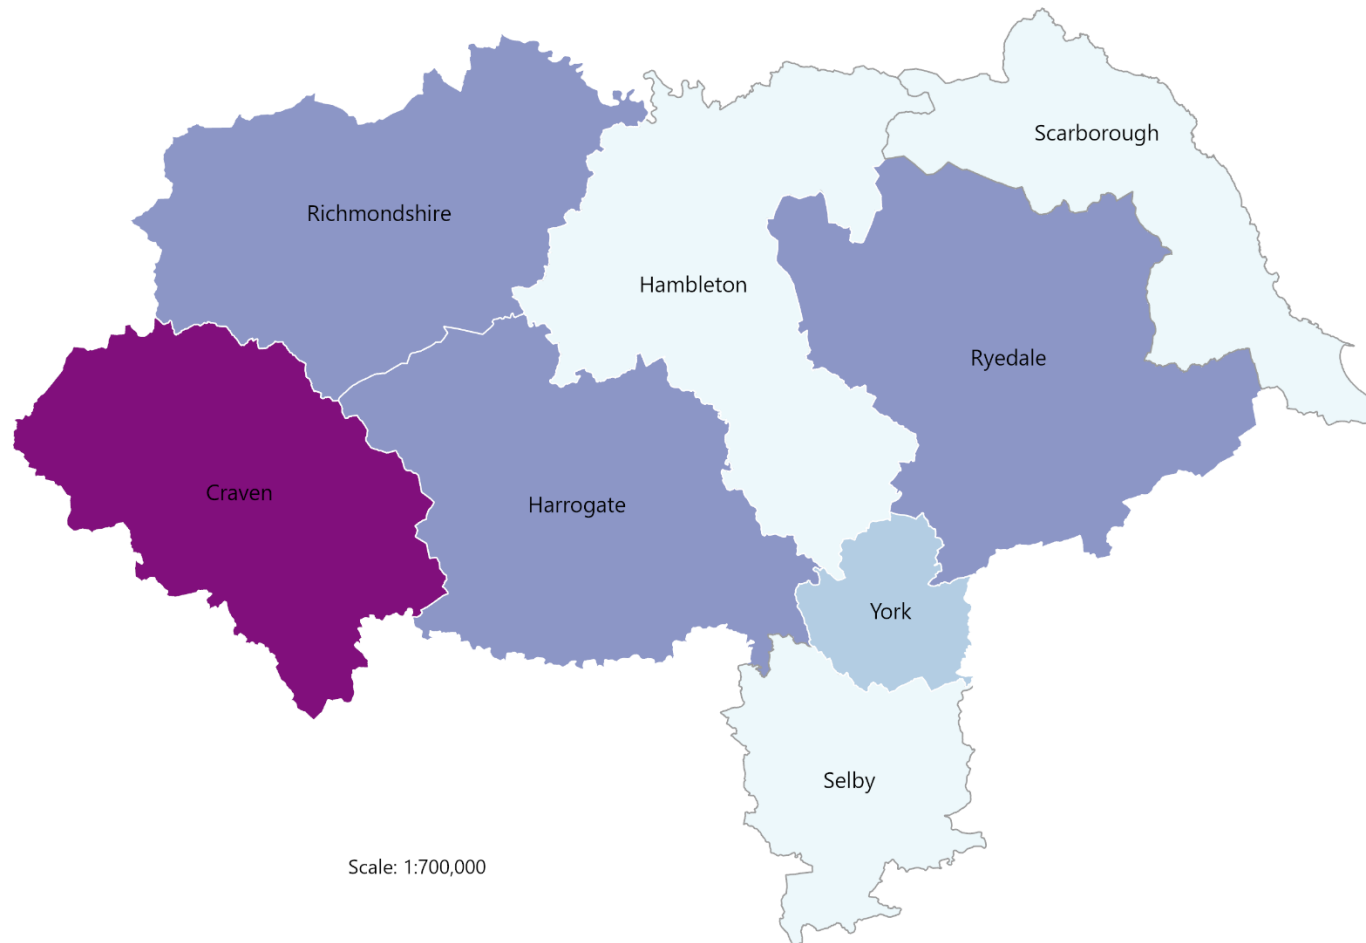 Scarborough
Richmondshire
Hambleton
Ryedale
Craven
Harrogate
York
Selby
Scale: 1:700,000